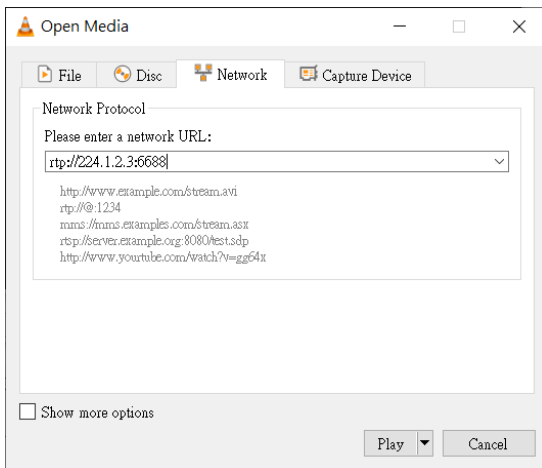 Open Media
File Disc Network Capture Device
Network Protocol
Please enter a network URL:
rtp://224.1.2.3:6688
http://www.example.com/stream.avi
rtp://@:1234
mms://mms.examples.com/stream.asx
rtsp://server.example.org:8080/test.sdp
http://www.yourtube.com/watch?v=gg64x
Show more options
Play Cancel